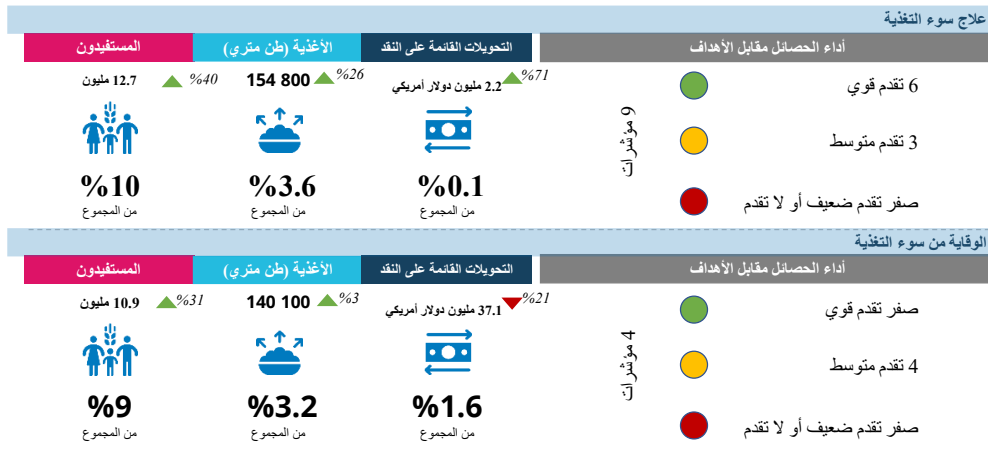 علاج سوء التغذية
أداء الحصائل مقابل الأهداف
التحويلات القائمة على النقد
الأغذية (طن متري)
المستفيدون
6 تقدم قوي
3 تقدم متوسط
صفر تقدم ضعيف أو لا تقدم
9 مؤشرات
%71
2.2 مليون دولار أمريكي
%26
154 800
%40
12.7 مليون
%0.1
من المجموع
%3.6
من المجموع
%10
من المجموع
الوقاية من سوء التغذية
أداء الحصائل مقابل الأهداف
التحويلات القائمة على النقد
الأغذية (طن متري)
المستفيدون
صفر تقدم قوي
4 تقدم متوسط
صفر تقدم ضعيف أو لا تقدم
4 مؤشرات
%21
37.1 مليون دولار أمريكي
%3
140 100
%31
10.9 مليون
%1.6
من المجموع
%3.2
من المجموع
%9
من المجموع